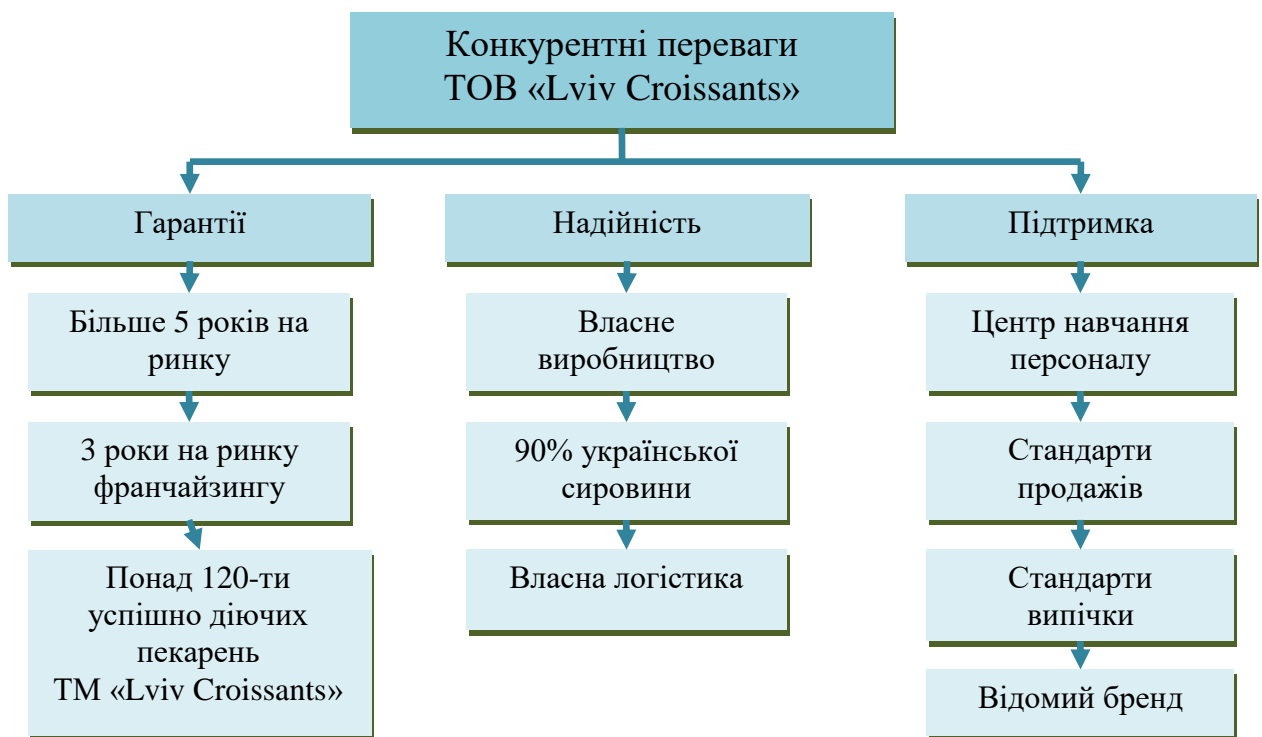 Конкурентні переваги
ТОВ «Lviv Croissants»
Гарантії
Більше 5 років на
ринку
3 роки на ринку
франчайзингу
Понад 120-ти
успішно діючих
пекарень
ТМ «Lviv Croissants»
Надійність
Власне
виробництво
90% української
сировини
Власна логістика
Підтримка
Центр навчання
персоналу
Стандарти
продажів
Стандарти
випічки
Відомий бренд